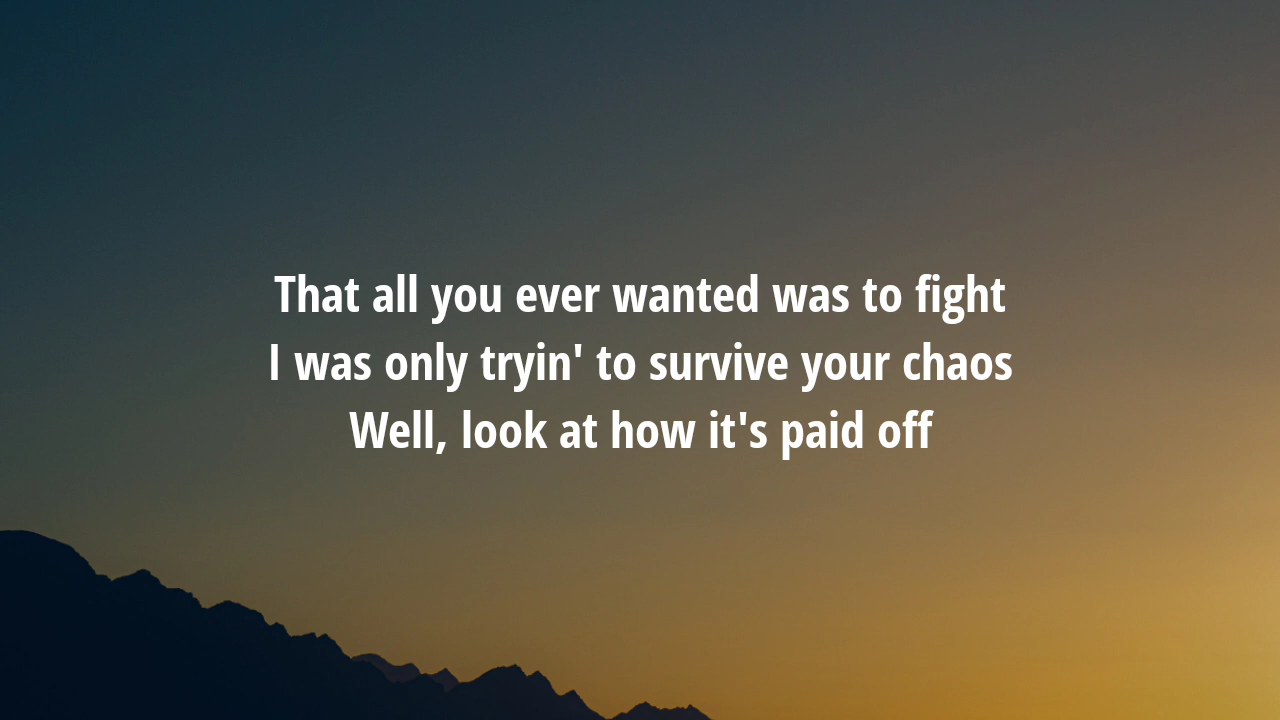 That all you ever wanted was to fight
I was only tryin' to survive your chaos
Well, look at how it's paid off